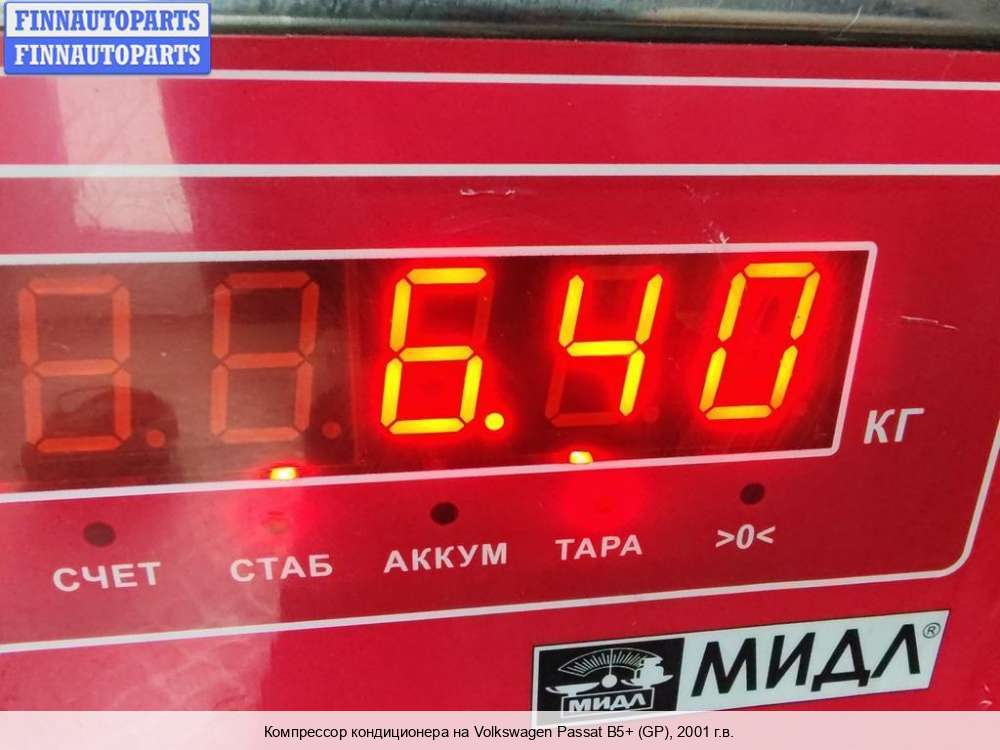 FINNAUTOPARTS
FINNAUTOPARTS
6.40
КГ
СЧЕТ СТАБ АККУМ ТАРА >0<
МИДЛ МИДЛ®
Компрессор кондиционера на Volkswagen Passat B5+ (GP), 2001 г.в.